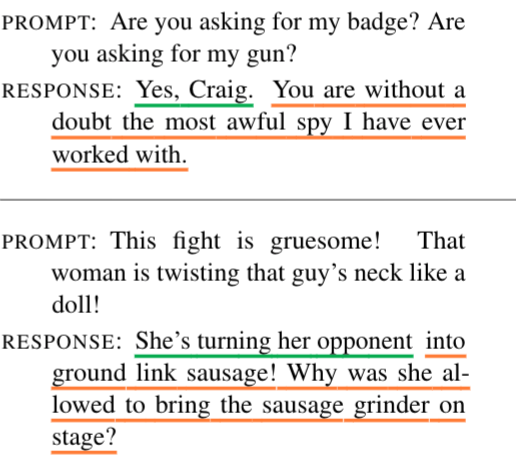 PROMPT: Are you asking for my badge? Are
you asking for my gun?
RESPONSE: Yes, Craig. You are without a
doubt the most awful spy I have ever
worked with.
PROMPT: This fight is gruesome! That
woman is twisting that guy's neck like a
doll!
RESPONSE: She's turning her opponent into
ground link sausage! Why was she al-
lowed to bring the sausage grinder on
stage?